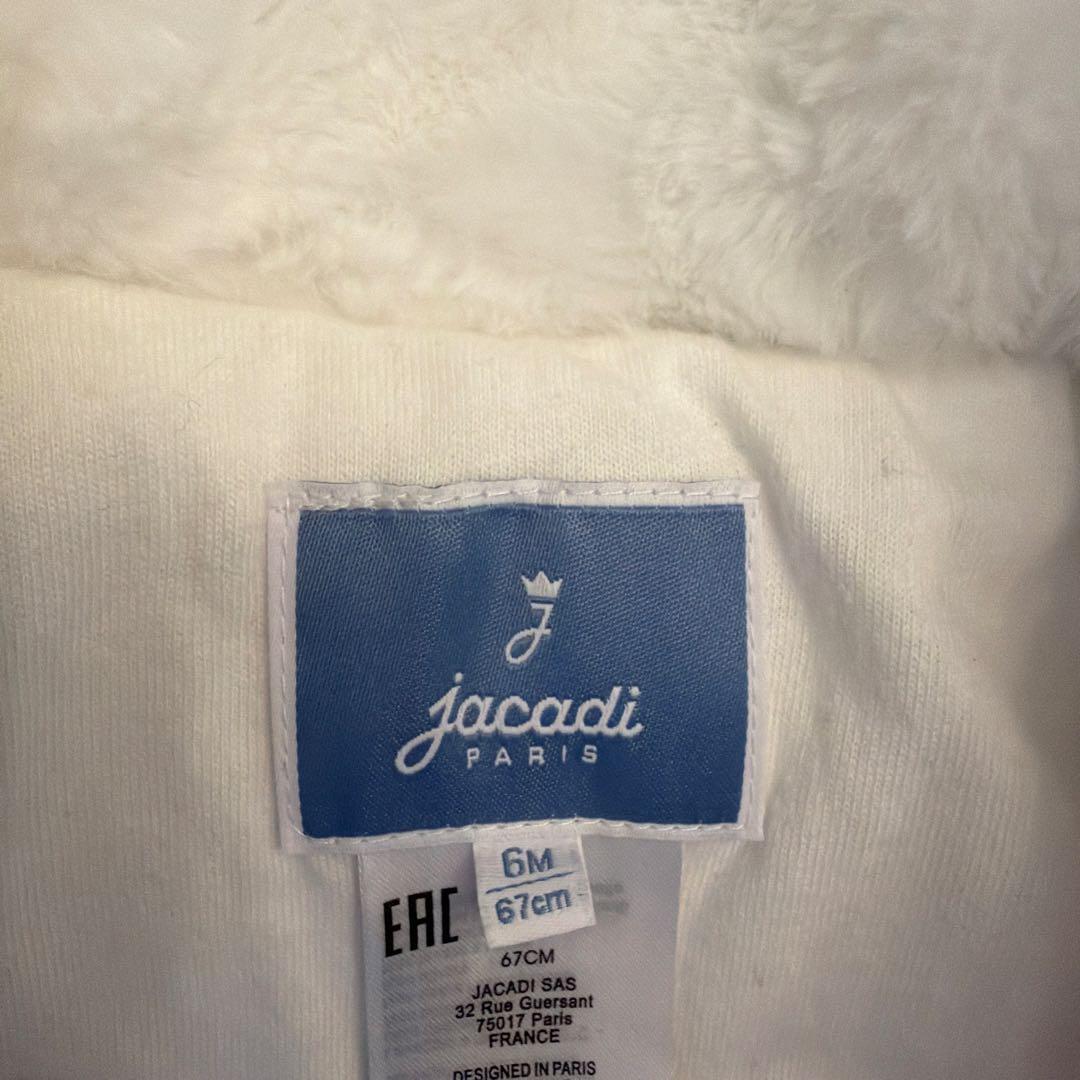 J
jacadi
PARIS
6M
67cm
EAC
67CM
JACADI SAS
32 Rue Guersant
75017 Paris
FRANCE
DESIGNED IN PARIS